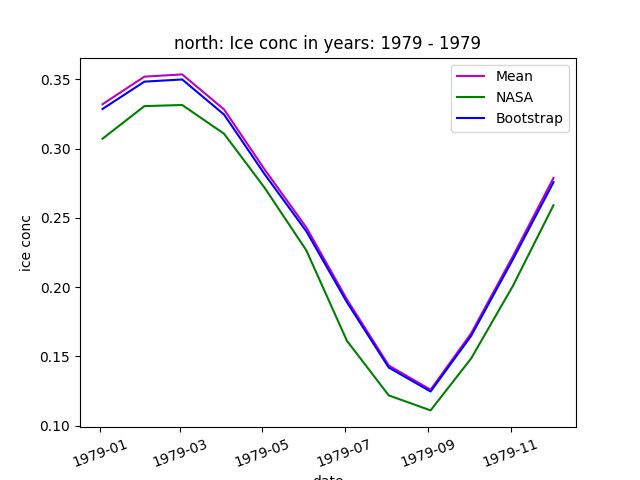 north: Ice conc in years: 1979 - 1979
Mean
NASA
Bootstrap
ice conc
0.35
0.30
0.25
0.20
0.15
0.10
1979-01
1979-03
1979-05
1979-07
1979-09
1979-11
date